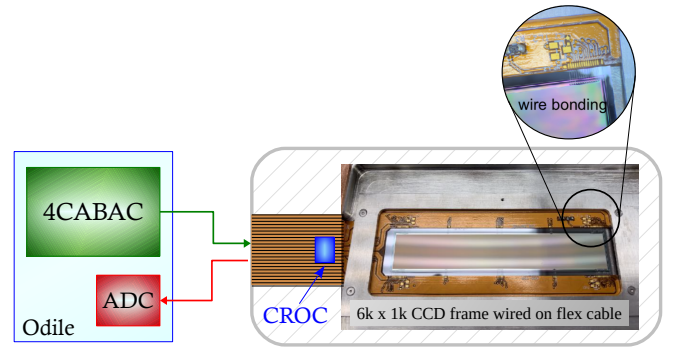 wire bonding
4CABAC
ADC
Odile
CROC
6k x 1k CCD frame wired on flex cable